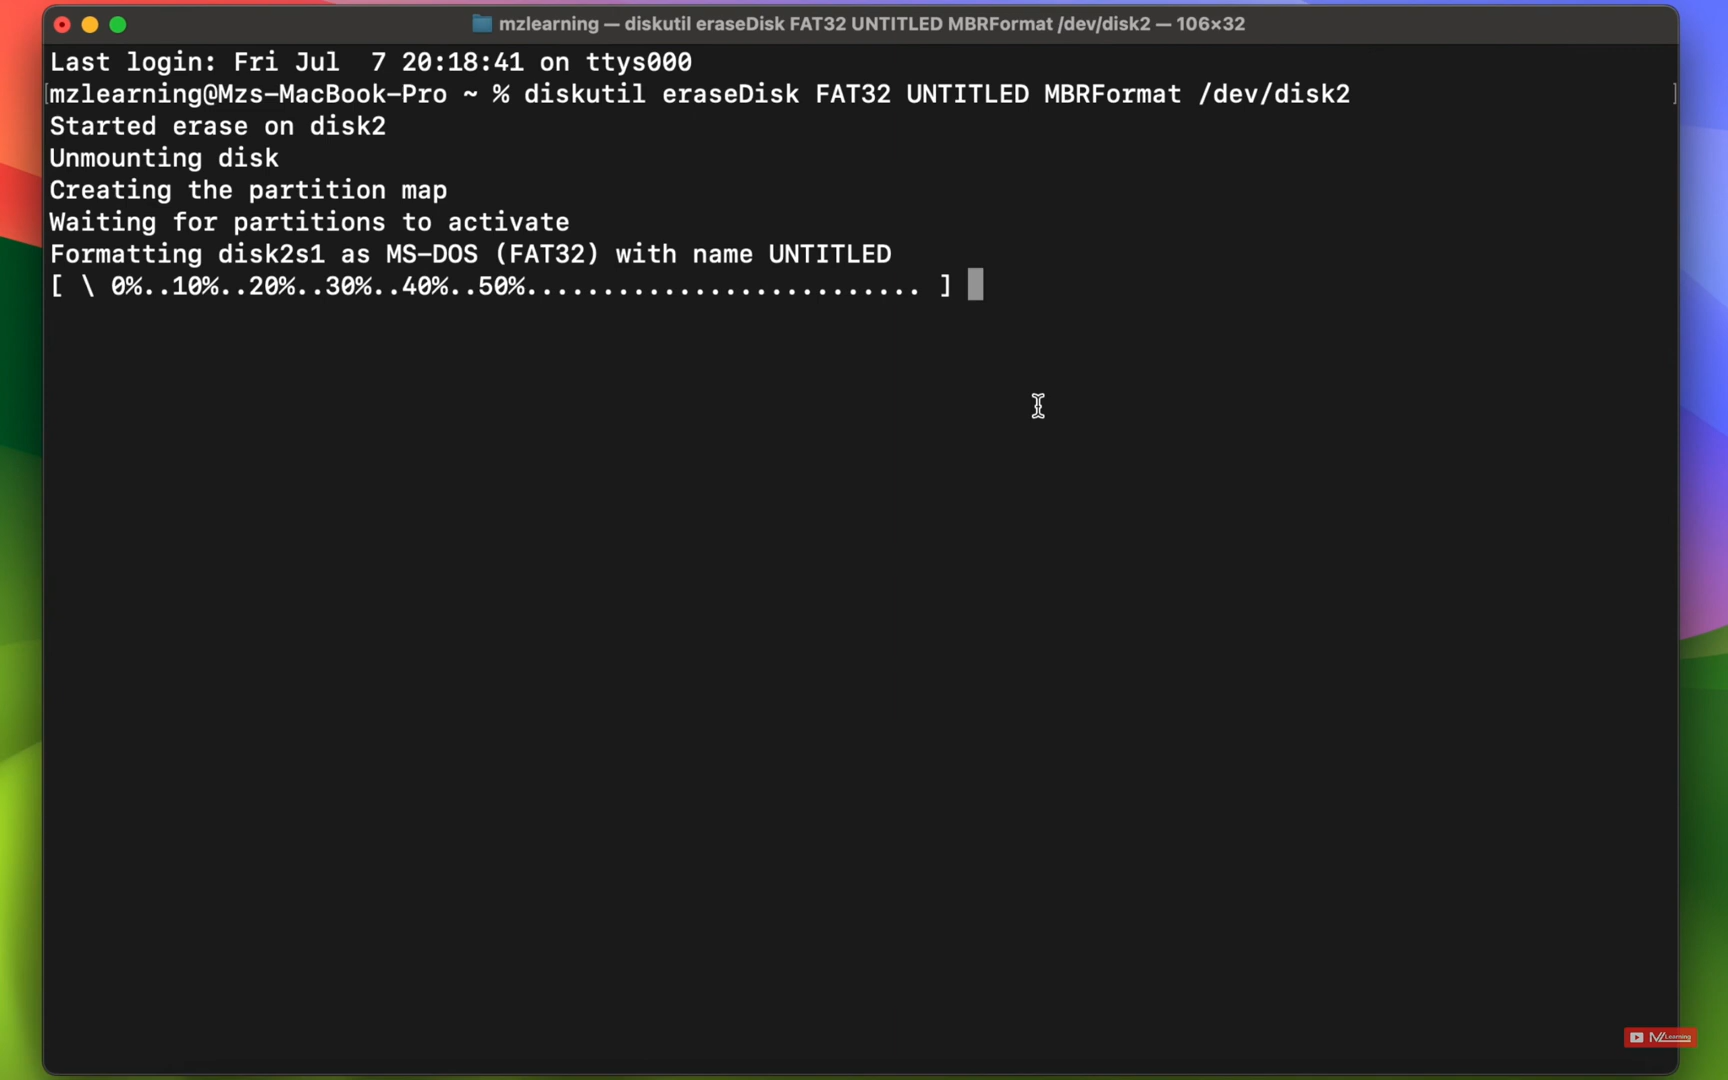 mzlearning — diskutil eraseDisk FAT32 UNTITLED MBRFormat /dev/disk2 — 106×32
Last login: Fri Jul  7 20:18:41 on ttys000
[mzlearning@Mzs-MacBook-Pro ~ % diskutil eraseDisk FAT32 UNTITLED MBRFormat /dev/disk2 ]
Started erase on disk2
Unmounting disk
Creating the partition map
Waiting for partitions to activate
Formatting disk2s1 as MS-DOS (FAT32) with name UNTITLED
[ \ 0%..10%..20%..30%..40%..50%.......................... ]
MZLearning